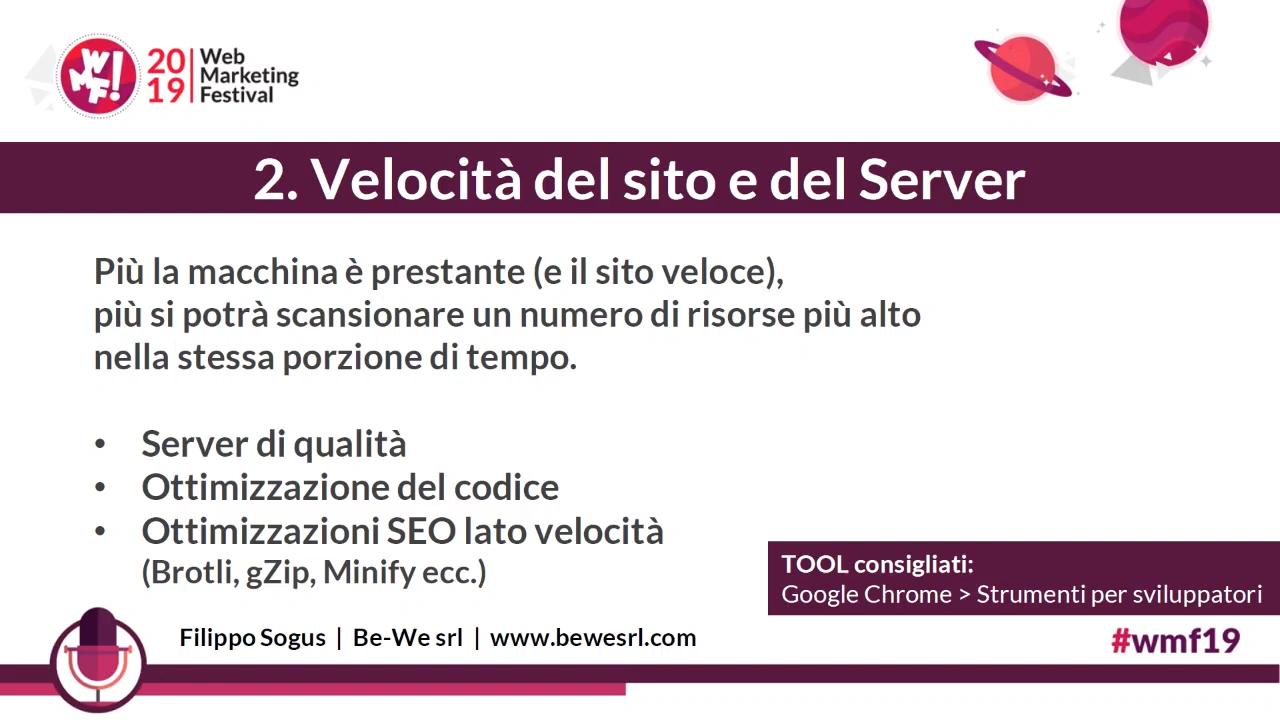 WMF!
2019
Web
Marketing
Festival
2. Velocità del sito e del Server
Più la macchina è prestante (e il sito veloce),
più si potrà scansionare un numero di risorse più alto
nella stessa porzione di tempo.
• Server di qualità
• Ottimizzazione del codice
• Ottimizzazioni SEO lato velocità
(Brotli, gZip, Minify ecc.)
TOOL consigliati:
Google Chrome > Strumenti per sviluppatori
Filippo Sogus | Be-We srl | www.bewesrl.com
#wmf19